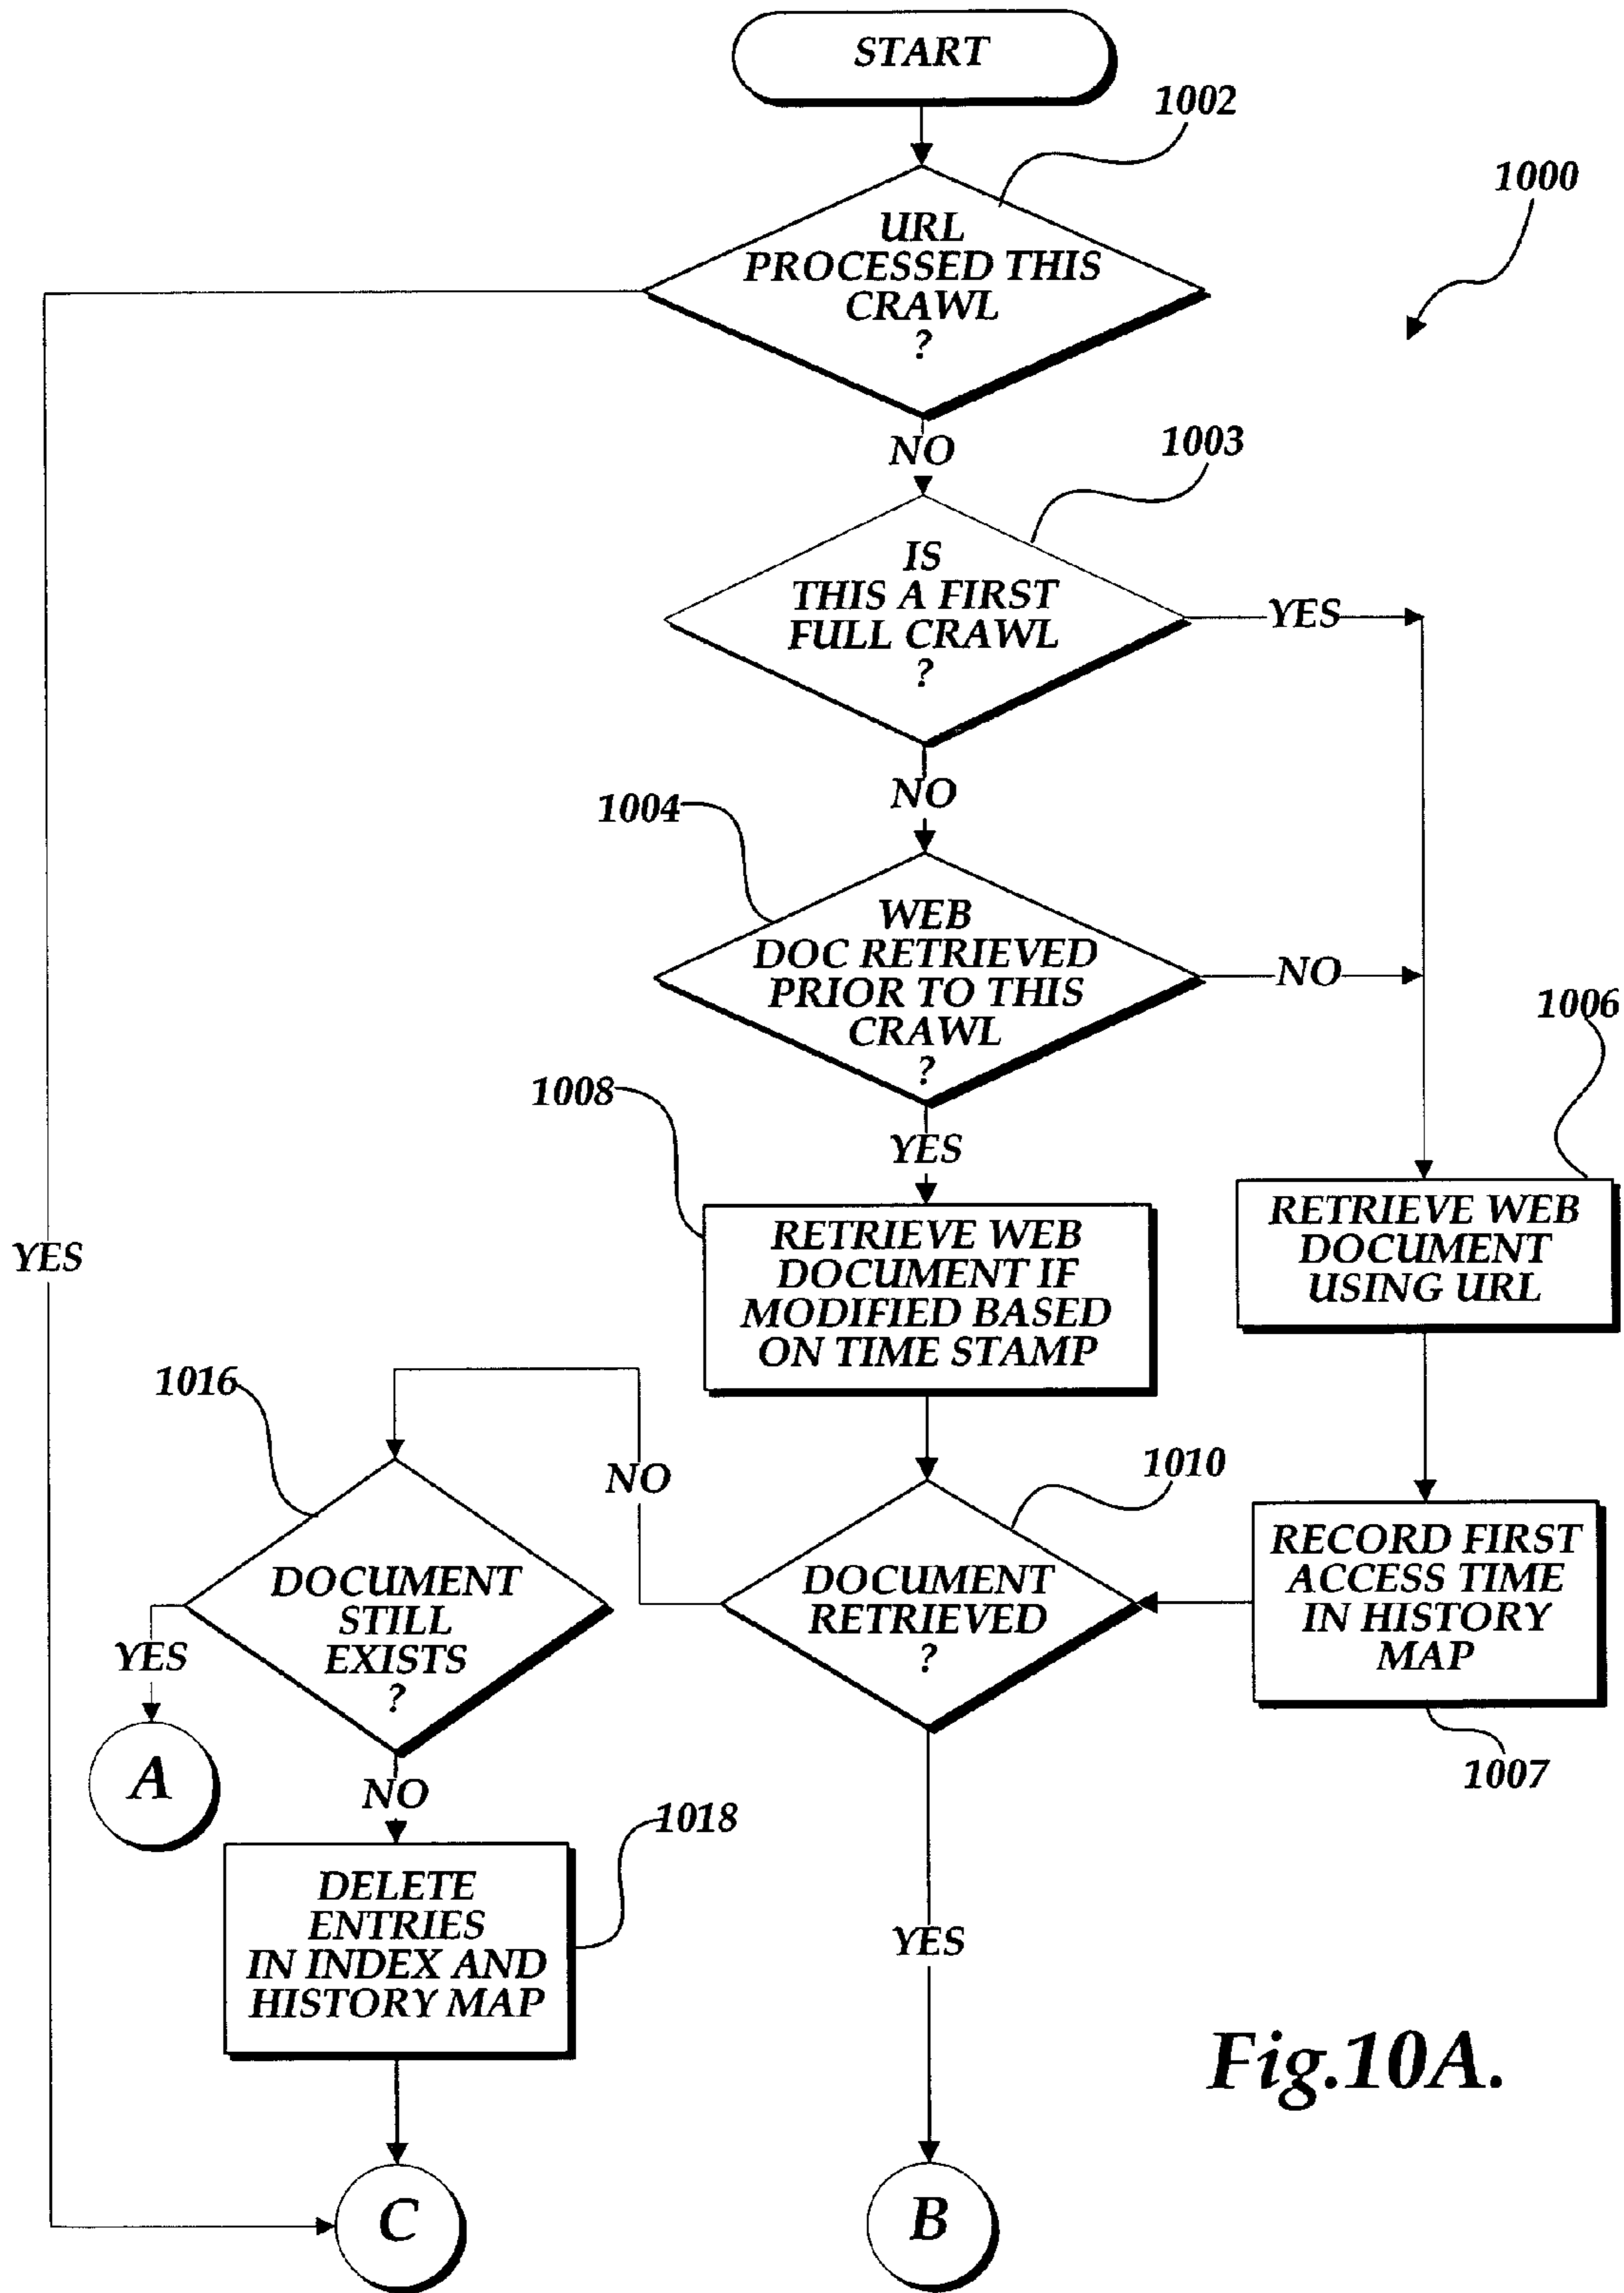 START
1002
1000
URL
PROCESSED THIS
CRAWL
?
NO
1003
IS
THIS A FIRST
FULL CRAWL
?
YES
NO
1004
WEB
DOC RETRIEVED
PRIOR TO THIS
CRAWL
?
NO
1006
1008
YES
RETRIEVE WEB
DOCUMENT IF
MODIFIED BASED
ON TIME STAMP
RETRIEVE WEB
DOCUMENT
USING URL
YES
1016
NO
1010
DOCUMENT
STILL
EXISTS
?
DOCUMENT
RETRIEVED
?
RECORD FIRST
ACCESS TIME
IN HISTORY
MAP
YES
A
NO
1007
1018
DELETE
ENTRIES
IN INDEX AND
HISTORY MAP
YES
Fig.10A.
C
B